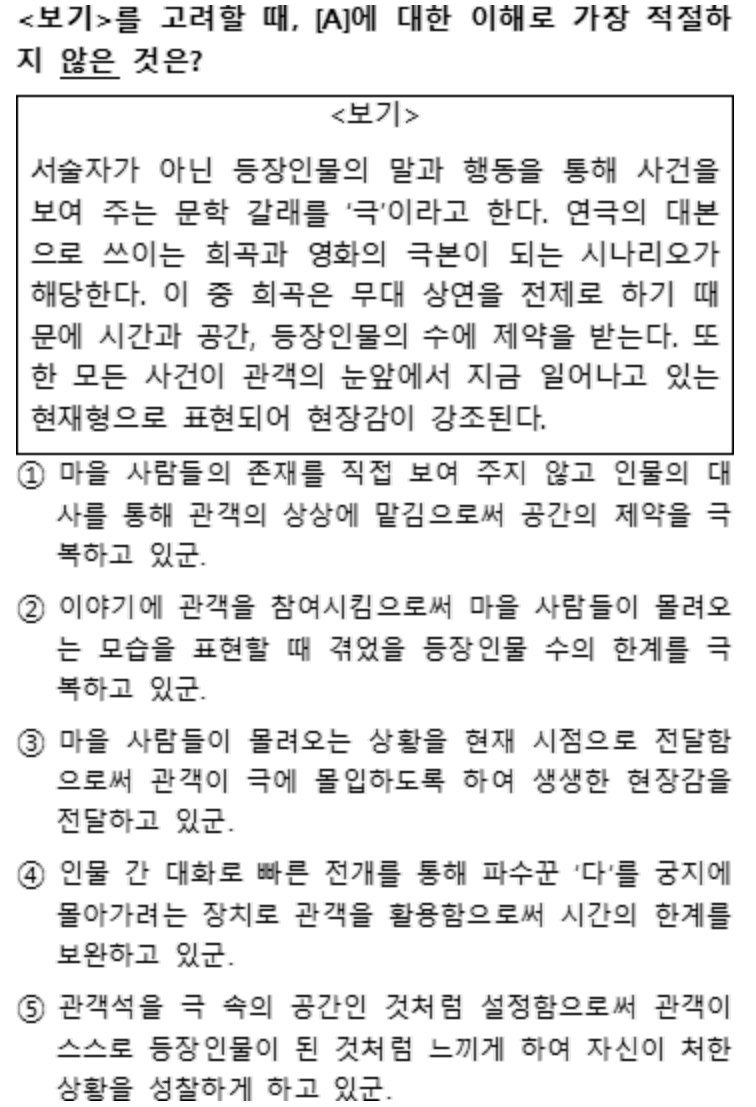 <보기>를 고려할 때, [A]에 대한 이해로 가장 적절하
지 않은 것은?
<보기>
서술자가 아닌 등장인물의 말과 행동을 통해 사건을
보여 주는 문학 갈래를 '극'이라고 한다. 연극의 대본
으로 쓰이는 희곡과 영화의 극본이 되는 시나리오가
해당한다. 이 중 희곡은 무대 상연을 전제로 하기 때
문에 시간과 공간, 등장인물의 수에 제약을 받는다. 또
한 모든 사건이 관객의 눈앞에서 지금 일어나고 있는
현재형으로 표현되어 현장감이 강조된다.
① 마을 사람들의 존재를 직접 보여 주지 않고 인물의 대
사를 통해 관객의 상상에 맡김으로써 공간의 제약을 극
복하고 있군.
② 이야기에 관객을 참여시킴으로써 마을 사람들이 몰려오
는 모습을 표현할 때 겪었을 등장인물 수의 한계를 극
복하고 있군.
③ 마을 사람들이 몰려오는 상황을 현재 시점으로 전달함
으로써 관객이 극에 몰입하도록 하여 생생한 현장감을
전달하고 있군.
④ 인물 간 대화로 빠른 전개를 통해 파수꾼 '다'를 궁지에
몰아가려는 장치로 관객을 활용함으로써 시간의 한계를
보완하고 있군.
⑤ 관객석을 극 속의 공간인 것처럼 설정함으로써 관객이
스스로 등장인물이 된 것처럼 느끼게 하여 자신이 처한
상황을 성찰하게 하고 있군.